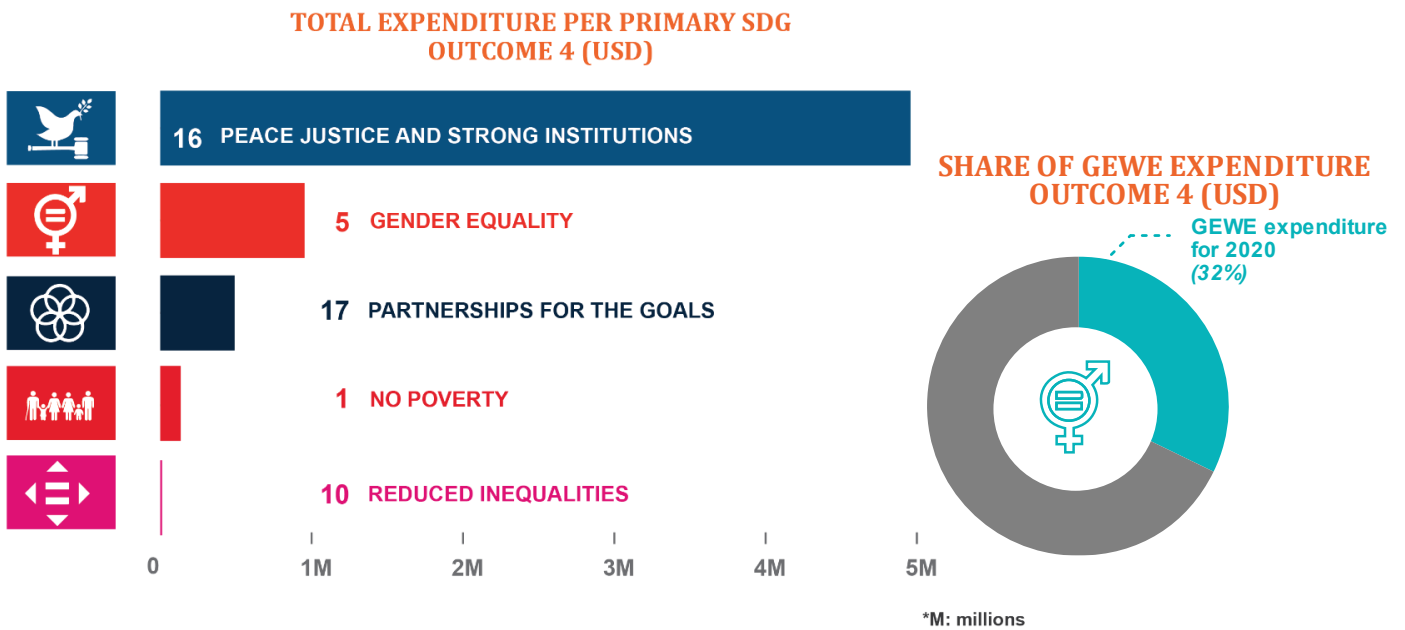 TOTAL EXPENDITURE PER PRIMARY SDG
OUTCOME 4 (USD)
16 PEACE JUSTICE AND STRONG INSTITUTIONS
5 GENDER EQUALITY
17 PARTNERSHIPS FOR THE GOALS
1 NO POVERTY
10 REDUCED INEQUALITIES
0 1M 2M 3M 4M 5M
SHARE OF GEWE EXPENDITURE
OUTCOME 4 (USD)
GEWE expenditure
for 2020
(32%)
*M: millions